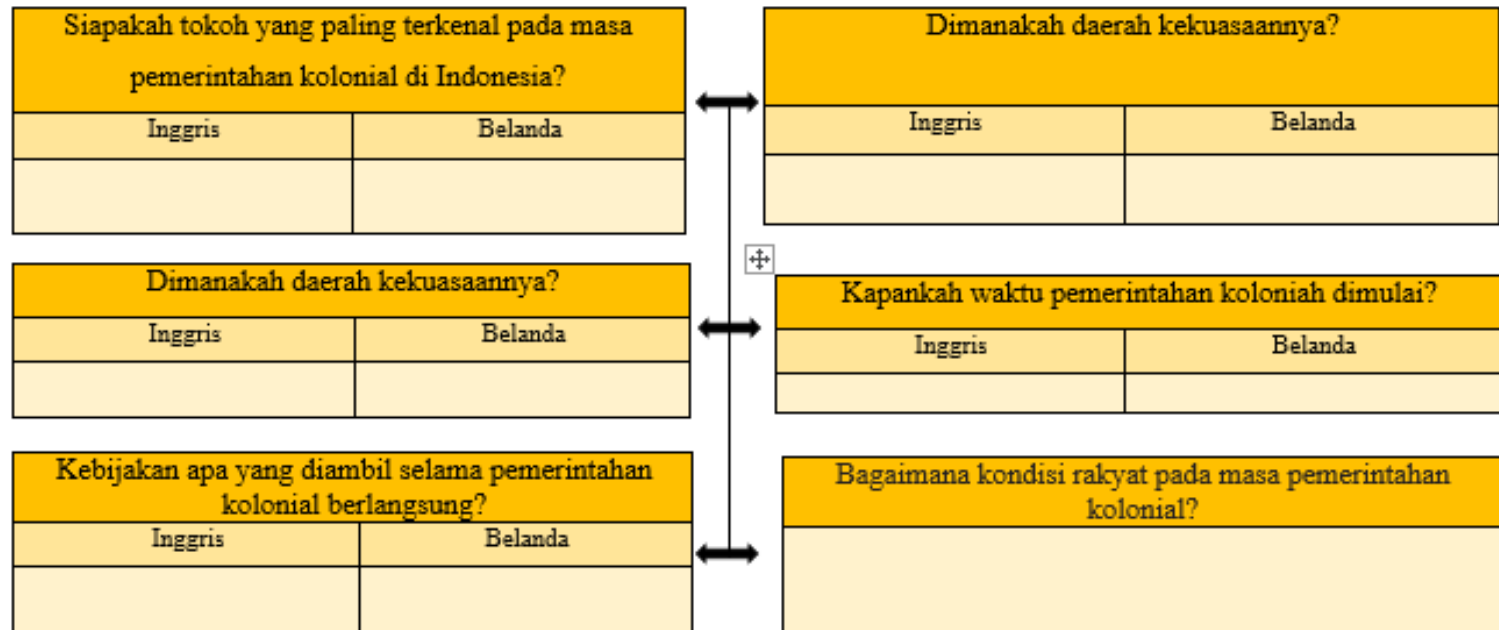 Siapakah tokoh yang paling terkenal pada masa
pemerintahan kolonial di Indonesia?
Inggris
Belanda
Dimanakah daerah kekuasaannya?
Inggris
Belanda
Dimanakah daerah kekuasaannya?
Inggris
Belanda
Kapankah waktu pemerintahan koloniah dimulai?
Inggris
Belanda
Kebijakan apa yang diambil selama pemerintahan
kolonial berlangsung?
Inggris
Belanda
Bagaimana kondisi rakyat pada masa pemerintahan
kolonial?